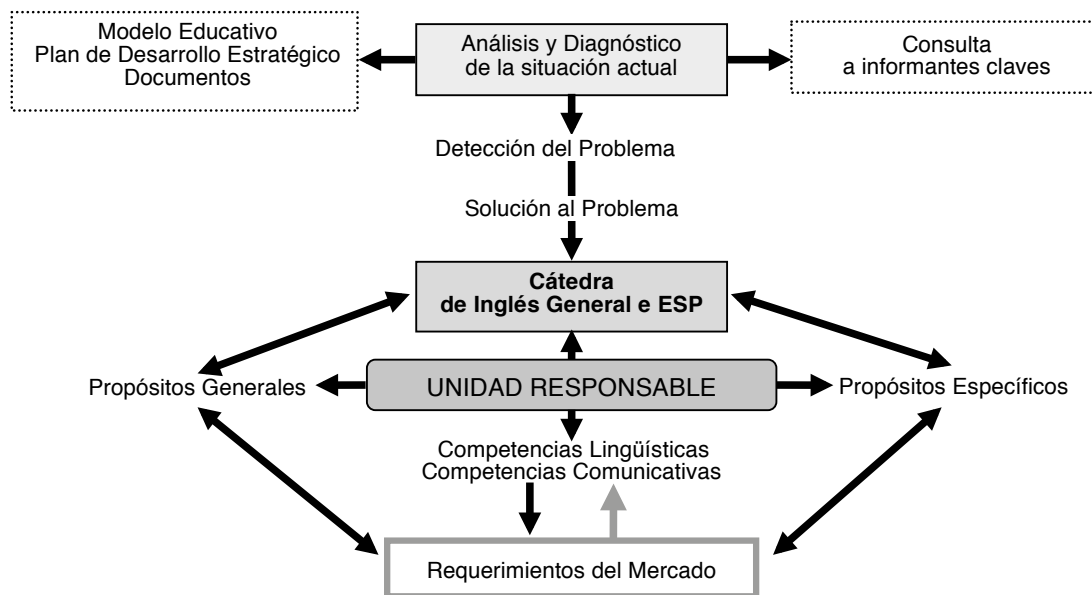 Modelo Educativo
Plan de Desarrollo Estratégico
Documentos
Análisis y Diagnóstico
de la situación actual
Consulta
a informantes claves
Detección del Problema
Solución al Problema
Cátedra
de Inglés General e ESP
Propósitos Generales
UNIDAD RESPONSABLE
Propósitos Específicos
Competencias Lingüísticas
Competencias Comunicativas
Requerimientos del Mercado